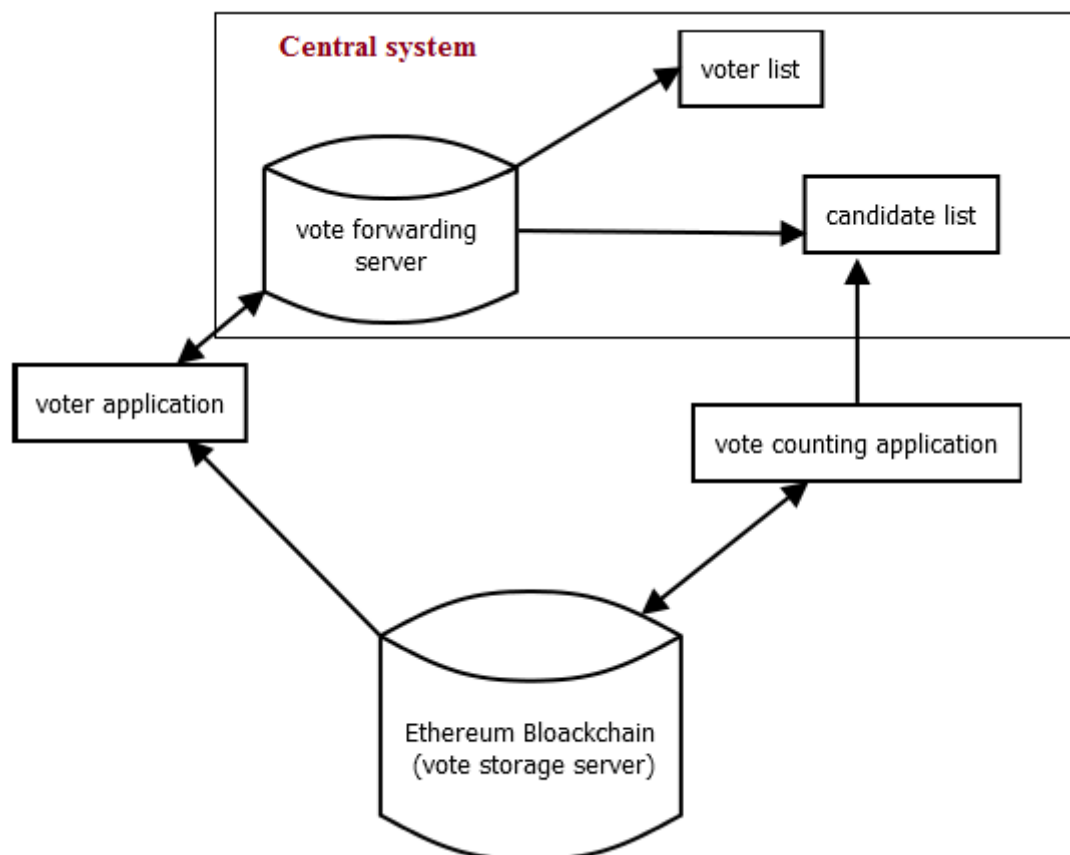 Central system
voter list
candidate list
vote forwarding
server
voter application
vote counting application
Ethereum Bloackchain
(vote storage server)